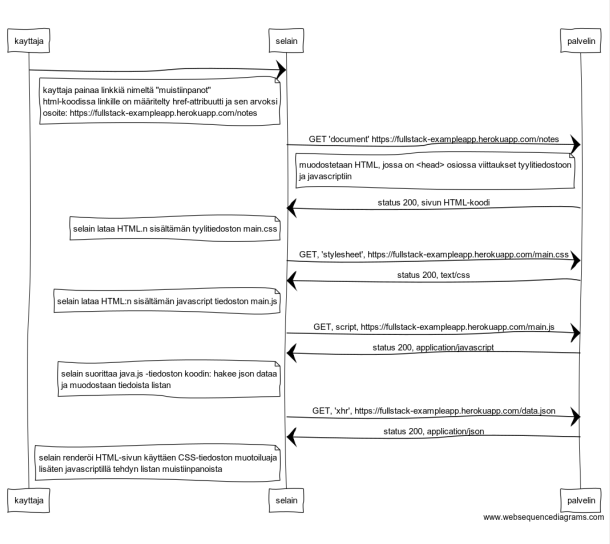 kayttaja
selain
palvelin
kayttaja painaa linkkiä nimeltä "muistiinpanot"
html-koodissa linkille on määritelty href-attribuutti ja sen arvoksi
osoite: https://fullstack-exampleapp.herokuapp.com/notes
GET 'document' https://fullstack-exampleapp.herokuapp.com/notes
muodostetaan HTML, jossa on <head> osiossa viittaukset tyylitiedostoon
ja javascriptiin
status 200, sivun HTML-koodi
selain lataa HTML.n sisältämän tyylitiedoston main.css
GET, 'stylesheet', https://fullstack-exampleapp.herokuapp.com/main.css
status 200, text/css
selain lataa HTML:n sisältämän javascript tiedoston main.js
GET, script, https://fullstack-exampleapp.herokuapp.com/main.js
status 200, application/javascript
selain suorittaa java.js -tiedoston koodin: hakee json dataa
ja muodostaan tiedoista listan
GET, 'xhr', https://fullstack-exampleapp.herokuapp.com/data.json
status 200, application/json
selain renderöi HTML-sivun käyttäen CSS-tiedoston muotoiluaja
lisäten javascriptillä tehdyn listan muistiinpanoista
kayttaja
selain
palvelin
www.websequencediagrams.com